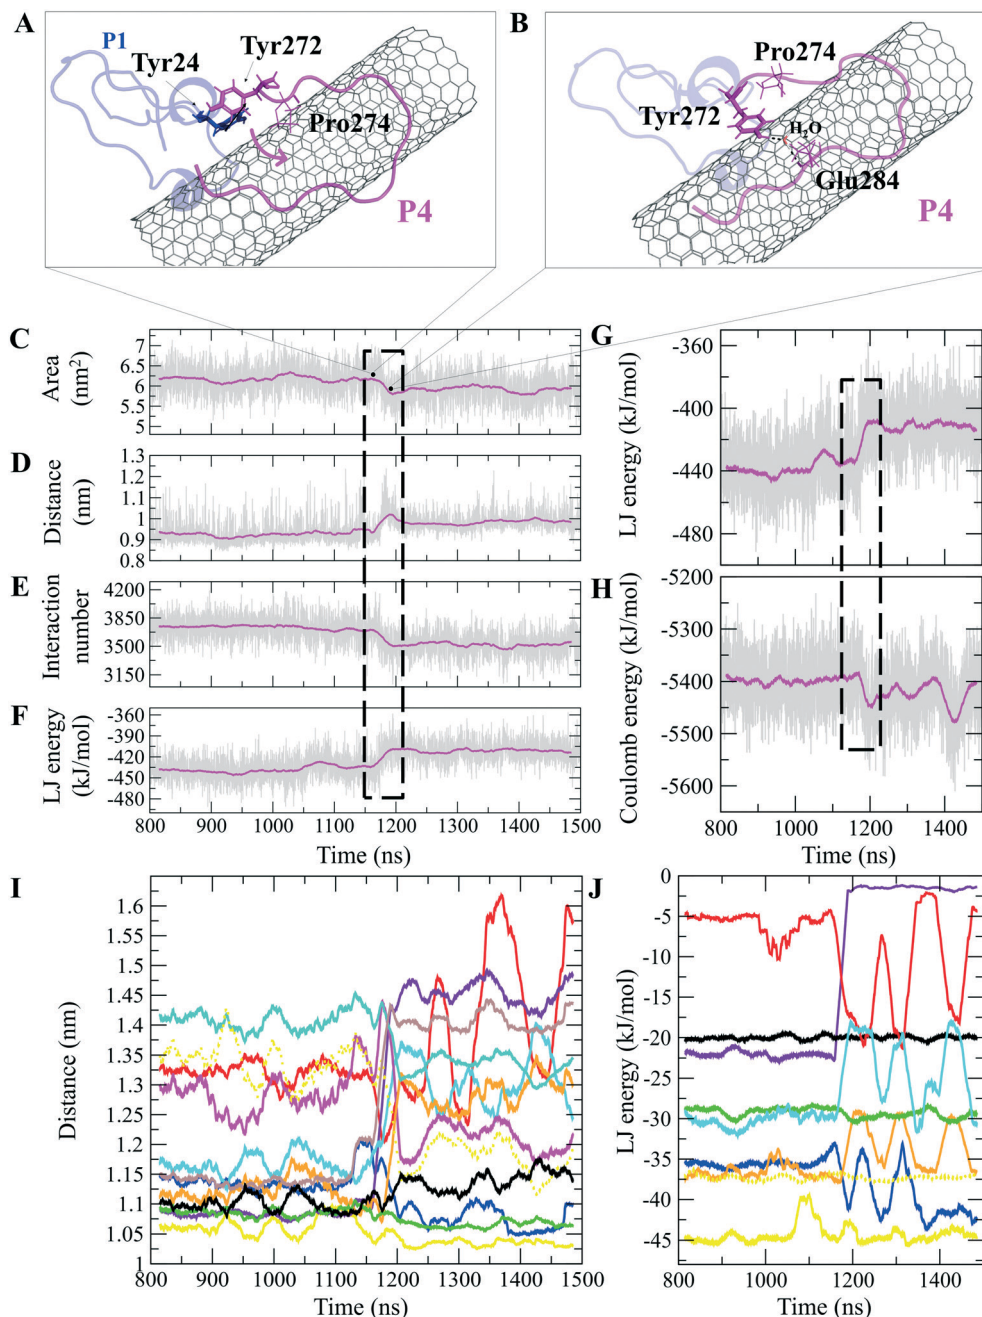 A
P1
Tyr24
Tyr272
Pro274
P4
B
Pro274
Tyr272
H₂O
Glu284
P4
C
Area
(nm²)
7
6.5
6
5.5
5
D
Distance
(nm)
1.3
1.2
1.1
1
0.9
0.8
E
Interaction
number
4200
3850
3500
3150
F
LJ energy
(kJ/mol)
-360
-420
-450
-480
800 900 1000 1100 1200 1300 1400 1500
Time (ns)
G
LJ energy (kJ/mol)
-360
-400
-440
-480
H
Coulomb energy (kJ/mol)
-5200
-5300
-5400
-5500
-5600
800 1000 1200 1400
Time (ns)
I
Distance (nm)
1.6
1.55
1.5
1.45
1.4
1.35
1.3
1.25
1.2
1.15
1.1
1.05
1
800 900 1000 1100 1200 1300 1400 1500
Time (ns)
J
LJ energy (kJ/mol)
0
-5
-10
-15
-20
-25
-30
-35
-40
-45
800 1000 1200 1400
Time (ns)